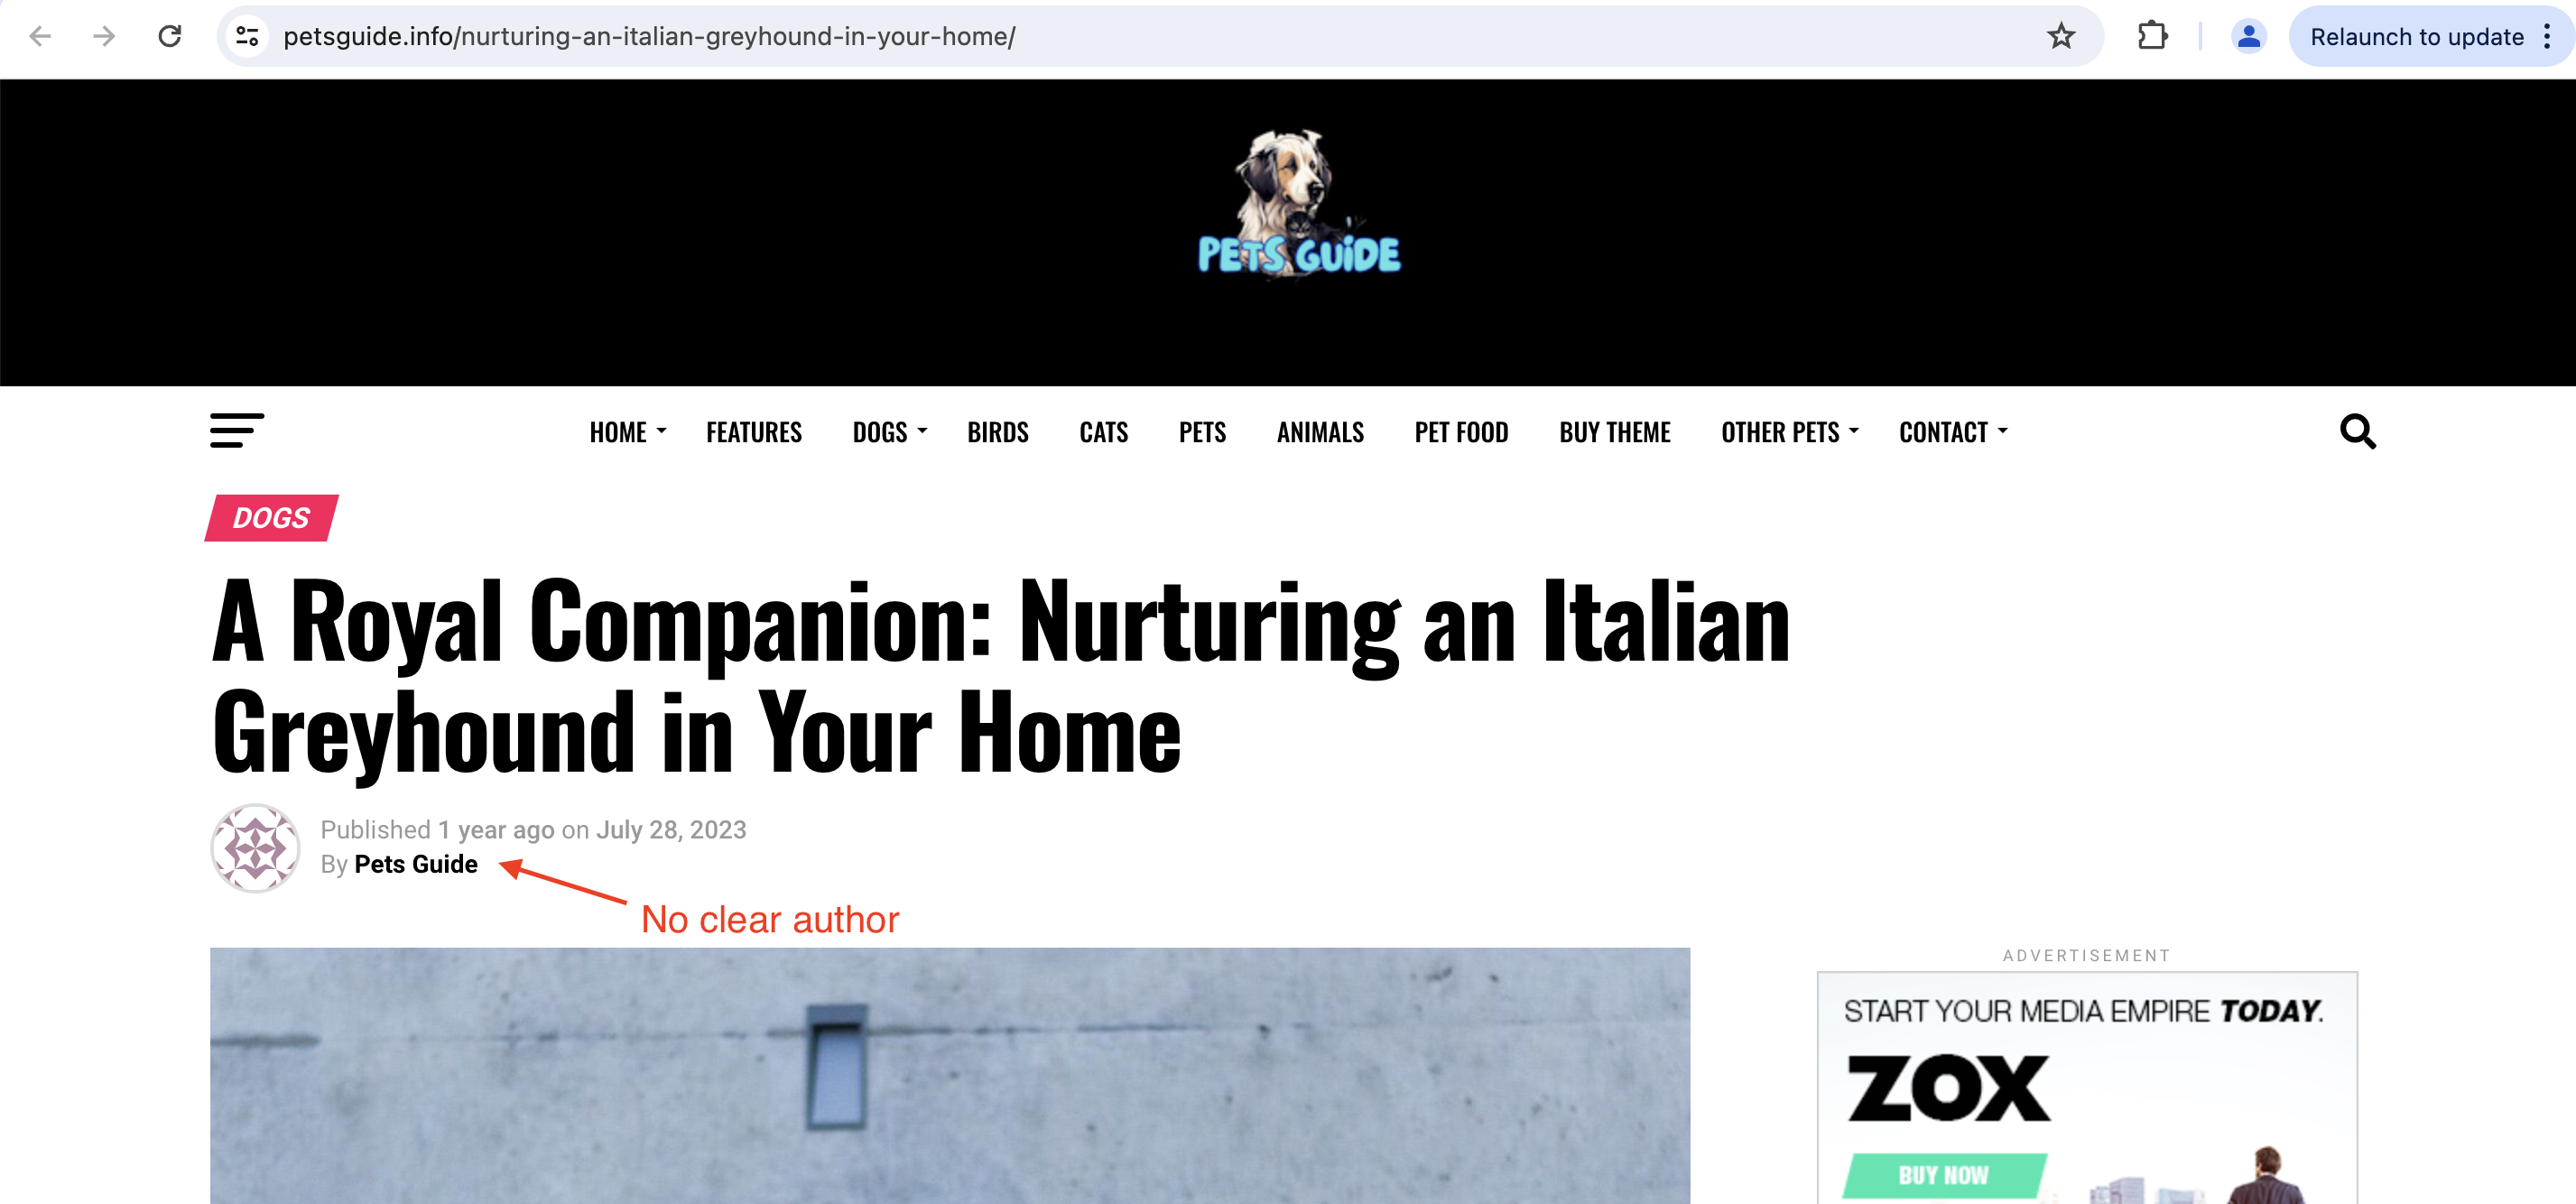 petsguide.info/nurturing-an-italian-greyhound-in-your-home/
Relaunch to update
PETS GUIDE
HOME FEATURES DOGS BIRDS CATS PETS ANIMALS PET FOOD BUY THEME OTHER PETS CONTACT
DOGS
A Royal Companion: Nurturing an Italian
Greyhound in Your Home
Published 1 year ago on July 28, 2023
By Pets Guide
No clear author
ADVERTISEMENT
START YOUR MEDIA EMPIRE TODAY.
ZOX
BUY NOW